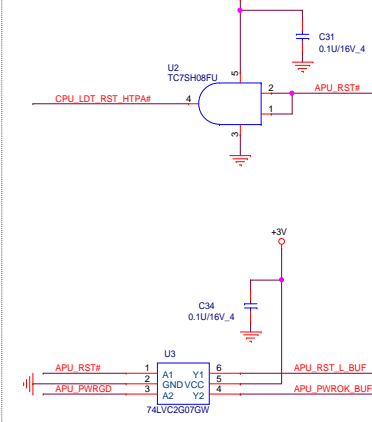 C31
0.1U/16V_4
U2
TC7SH08FU
5
CPU_LDT_RST_HTPA#
4
2
APU_RST#
1
3
+3V
C34
0.1U/16V_4
U3
APU_RST#
1
A1
Y1
6
APU_RST_L_BUF
2
GND
VCC
5
APU_PWRGD
3
A2
Y2
4
APU_PWROK_BUF
74LVC2G07GW